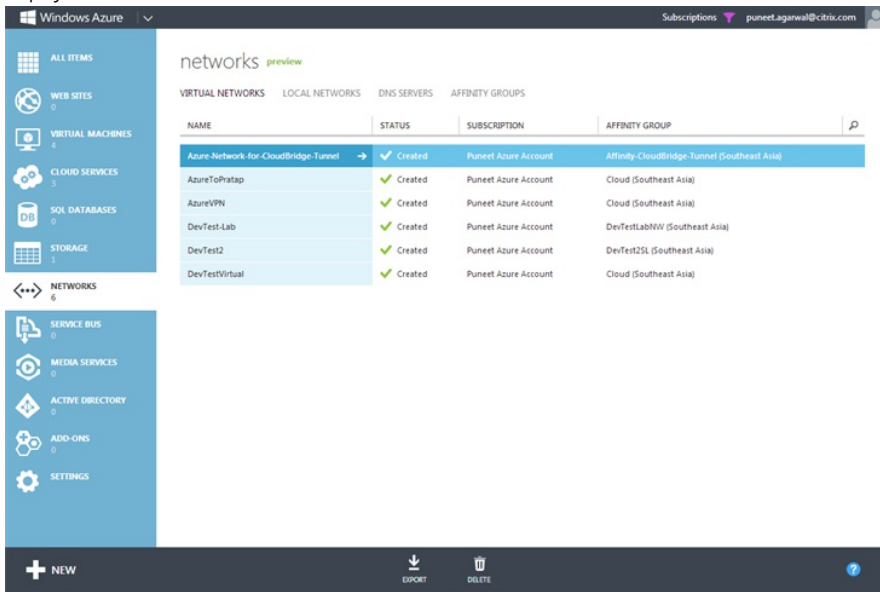 Windows Azure
Subscriptions puneet.agarwal@citrix.com
ALL ITEMS
WEB SITES
0
VIRTUAL MACHINES
4
CLOUD SERVICES
3
SQL DATABASES
0
STORAGE
1
NETWORKS
6
SERVICE BUS
0
MEDIA SERVICES
0
ACTIVE DIRECTORY
0
ADD-ONS
0
SETTINGS
networks preview
VIRTUAL NETWORKS LOCAL NETWORKS DNS SERVERS AFFINITY GROUPS
NAME STATUS SUBSCRIPTION AFFINITY GROUP
Azure-Network-for-CloudBridge-Tunnel Created Puneet Azure Account Affinity-CloudBridge-Tunnel (Southeast Asia)
AzureToPratap Created Puneet Azure Account Cloud (Southeast Asia)
AzureVPN Created Puneet Azure Account Cloud (Southeast Asia)
DevTest-Lab Created Puneet Azure Account DevTestLabNW (Southeast Asia)
DevTest2 Created Puneet Azure Account DevTest2SL (Southeast Asia)
DevTestVirtual Created Puneet Azure Account Cloud (Southeast Asia)
NEW
EXPORT
DELETE